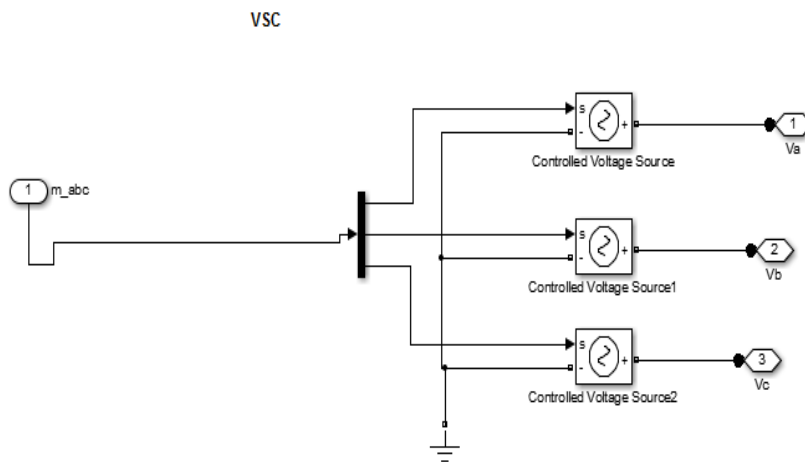 VSC
s
-
+
1
Va
Controlled Voltage Source
1
m_abc
s
-
+
2
Vb
Controlled Voltage Source1
s
-
+
3
Vc
Controlled Voltage Source2